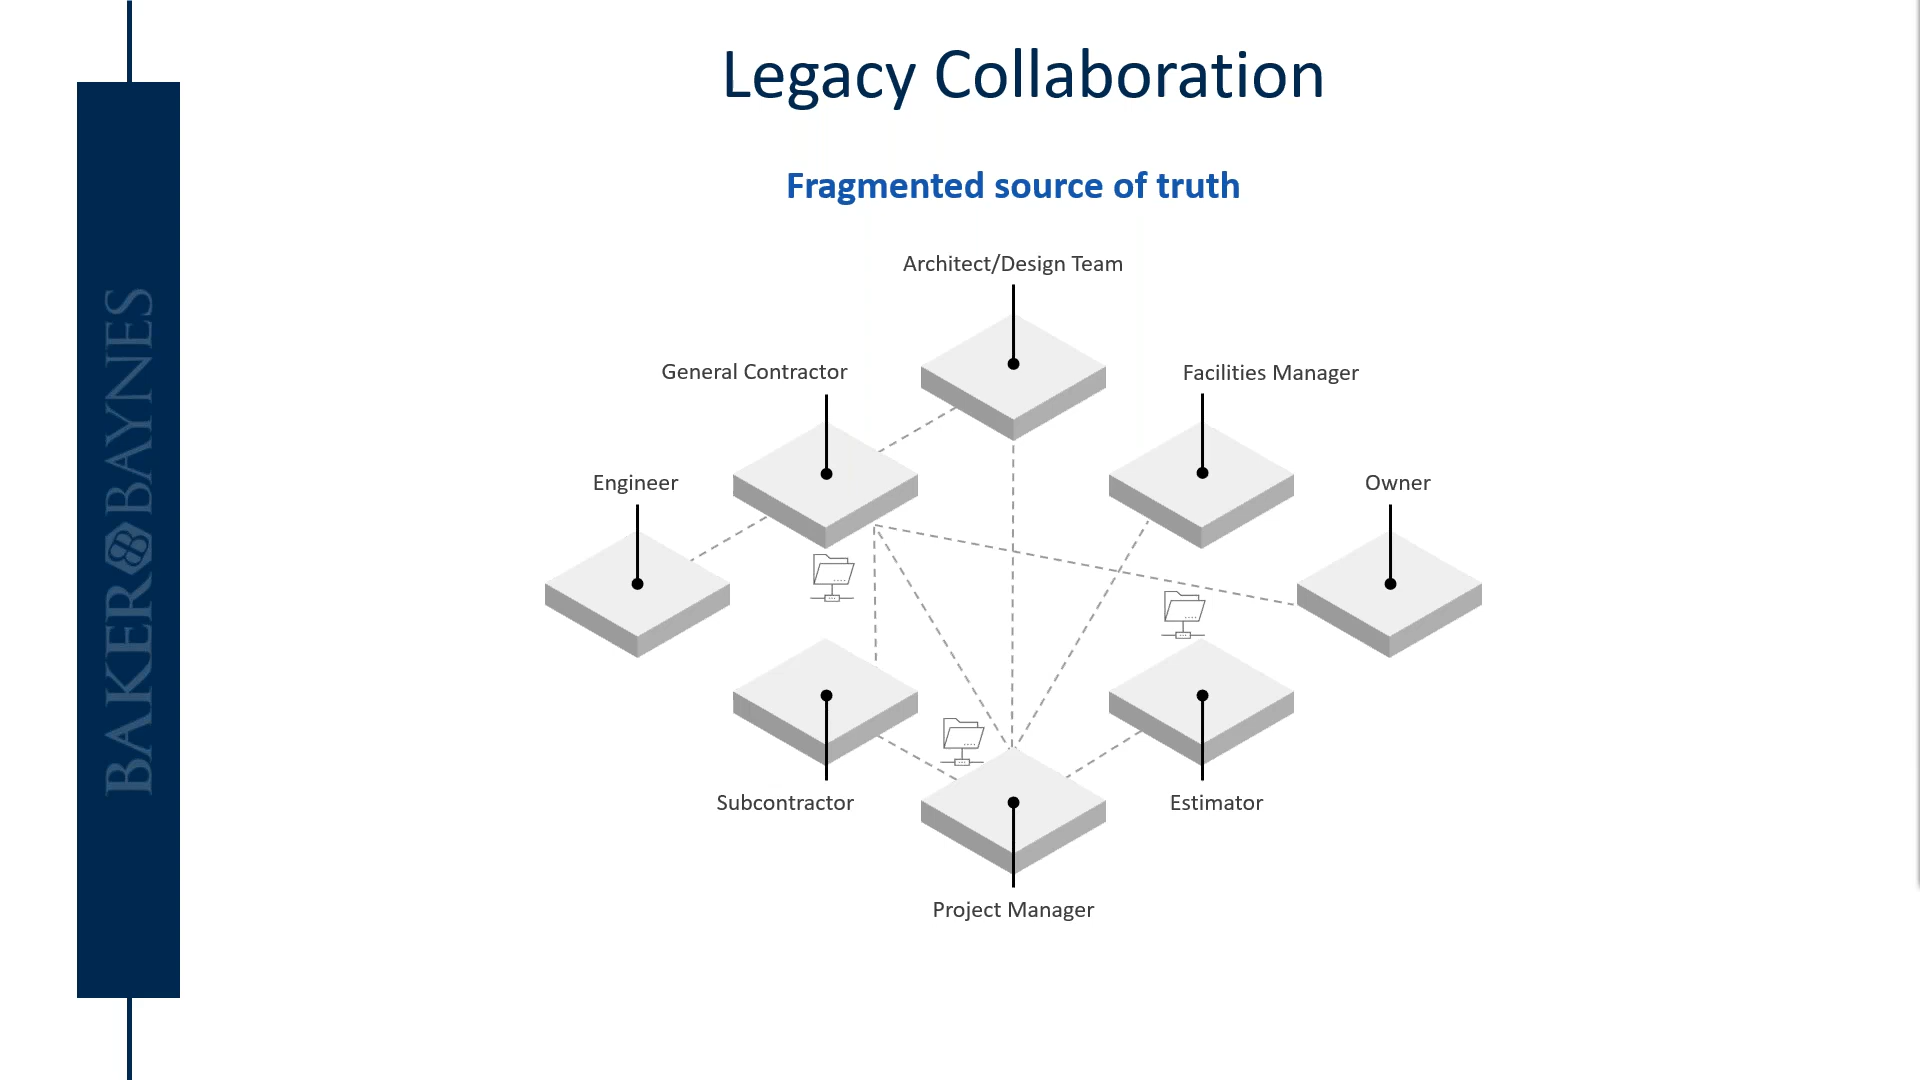 Legacy Collaboration
Fragmented source of truth
Architect/Design Team
General Contractor
Facilities Manager
Engineer
Owner
Subcontractor
Estimator
Project Manager
BAKER BAYNES